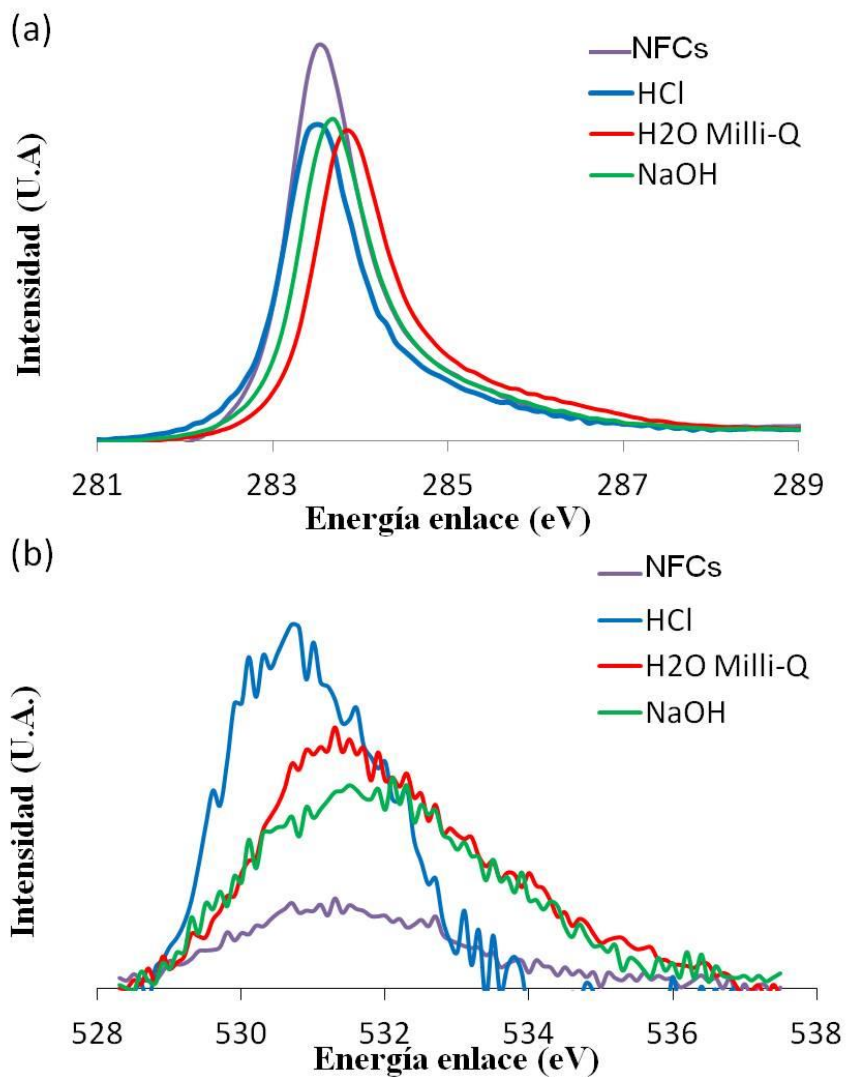 (a)
NFCs
HCl
H2O Milli-Q
NaOH
Intensidad (U.A)
281 283 285 287 289
Energía enlace (eV)
(b)
NFCs
HCl
H2O Milli-Q
NaOH
Intensidad (U.A.)
528 530 532 534 536 538
Energía enlace (eV)